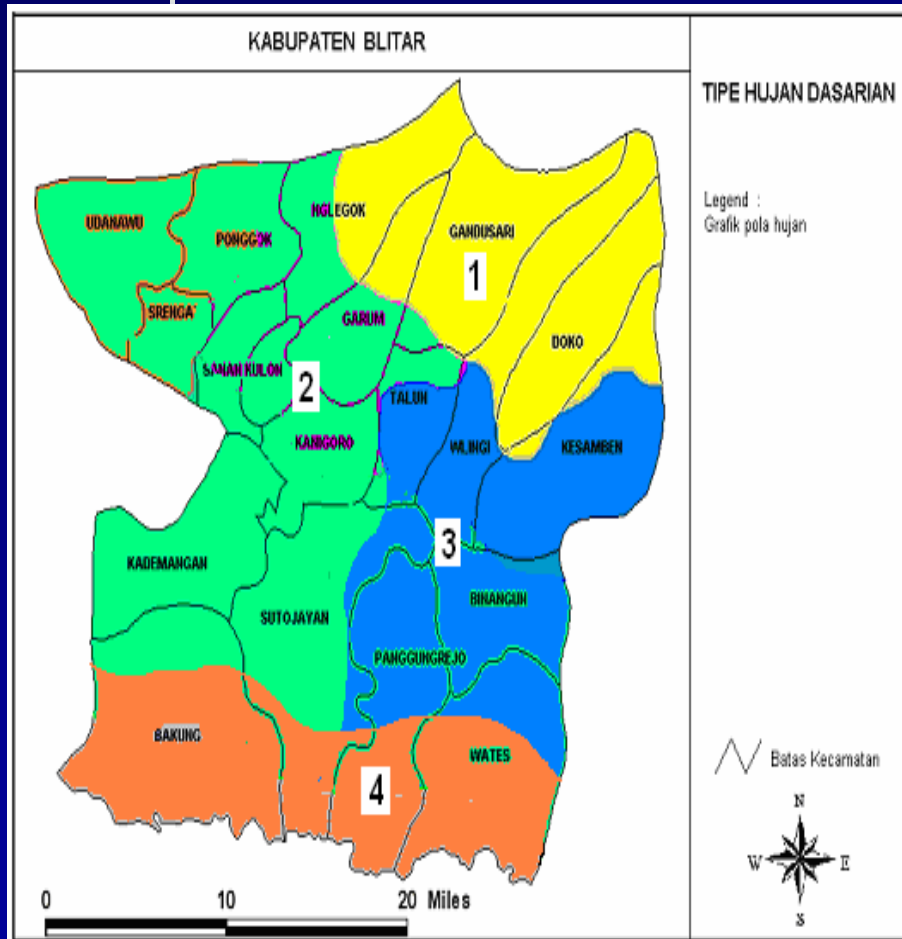 KABUPATEN BLITAR
TIPE HUJAN DASARIAN
Legend :
Grafik pola hujan
UDANAWU
PONGGOK
NGLEGOK
GANDUSARI
1
SRENGAT
GARUM
DOKO
SANAN KULON
2
TALUN
KANIGORO
WLINGI
KESAMBEN
3
KADEMANGAN
SUTOJAYAN
BINANGUN
PANGGUNGREJO
BAKUNG
WATES
4
Batas Kecamatan
N
W
E
S
0
10
20 Miles